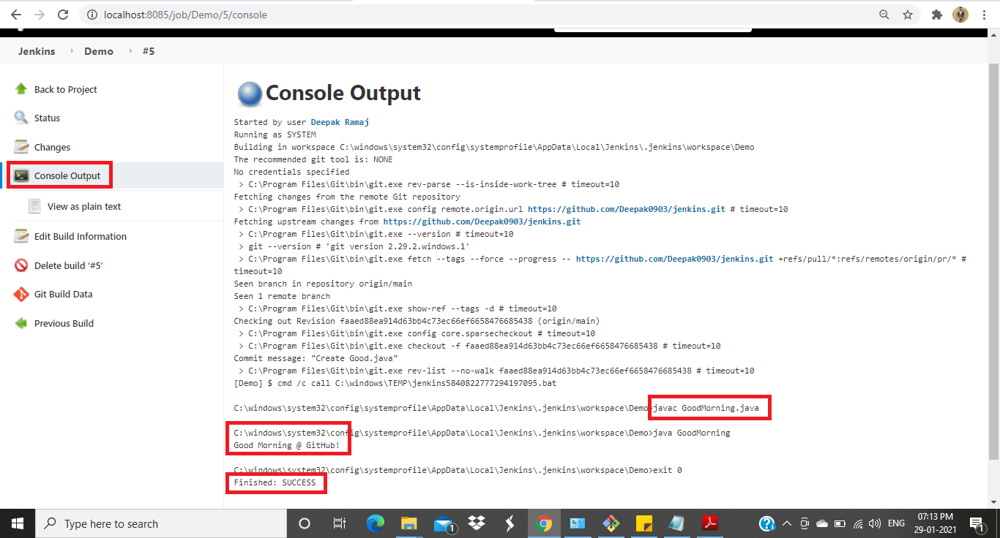 localhost:8085/job/Demo/5/console
Jenkins Demo #5
Back to Project
Status
Changes
Console Output
View as plain text
Edit Build Information
Delete build ‘#5’
Git Build Data
Previous Build
Console Output
Started by user Deepak Ramaj
Running as SYSTEM
Building in workspace C:\windows\system32\config\systemprofile\AppData\Local\Jenkins\.jenkins\workspace\Demo
The recommended git tool is: NONE
No credentials specified
> C:\Program Files\Git\bin\git.exe rev-parse --is-inside-work-tree # timeout=10
Fetching changes from the remote Git repository
> C:\Program Files\Git\bin\git.exe config remote.origin.url https://github.com/Deepak0903/jenkins.git # timeout=10
Fetching upstream changes from https://github.com/Deepak0903/jenkins.git
> C:\Program Files\Git\bin\git.exe --version # timeout=10
> git --version # 'git version 2.29.2.windows.1'
> C:\Program Files\Git\bin\git.exe fetch --tags --force --progress -- https://github.com/Deepak0903/jenkins.git +refs/pull/*:refs/remotes/origin/pr/* #
timeout=10
Seen branch in repository origin/main
Seen 1 remote branch
> C:\Program Files\Git\bin\git.exe show-ref --tags -d # timeout=10
Checking out Revision faaed88ea914d63bb4c73ec66ef6658476685438 (origin/main)
> C:\Program Files\Git\bin\git.exe config core.sparsecheckout # timeout=10
> C:\Program Files\Git\bin\git.exe checkout -f faaed88ea914d63bb4c73ec66ef6658476685438 # timeout=10
Commit message: "Create Good.java"
> C:\Program Files\Git\bin\git.exe rev-list --no-walk faaed88ea914d63bb4c73ec66ef6658476685438 # timeout=10
[Demo] $ cmd /c call C:\windows\TEMP\jenkins5840822777294197095.bat
C:\windows\system32\config\systemprofile\AppData\Local\Jenkins\.jenkins\workspace\Demo>javac GoodMorning.java
C:\windows\system32\config\systemprofile\AppData\Local\Jenkins\.jenkins\workspace\Demo>java GoodMorning
Good Morning @ GitHub!
C:\windows\system32\config\systemprofile\AppData\Local\Jenkins\.jenkins\workspace\Demo>exit 0
Finished: SUCCESS
Type here to search
1
ENG
07:13 PM
29-01-2021
1